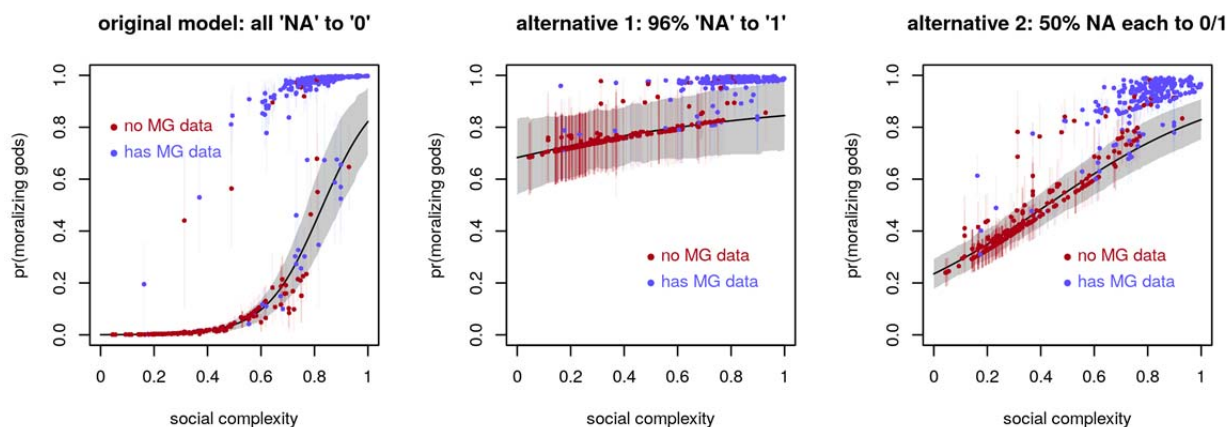 original model: all 'NA' to '0'
pr(moralizing gods)
1.0
0.8
0.6
0.4
0.2
0.0
no MG data
has MG data
0 0.2 0.4 0.6 0.8 1
social complexity
alternative 1: 96% 'NA' to '1'
pr(moralizing gods)
1.0
0.8
0.6
0.4
0.2
0.0
no MG data
has MG data
0 0.2 0.4 0.6 0.8 1
social complexity
alternative 2: 50% NA each to 0/1
pr(moralizing gods)
1.0
0.8
0.6
0.4
0.2
0.0
no MG data
has MG data
0 0.2 0.4 0.6 0.8 1
social complexity